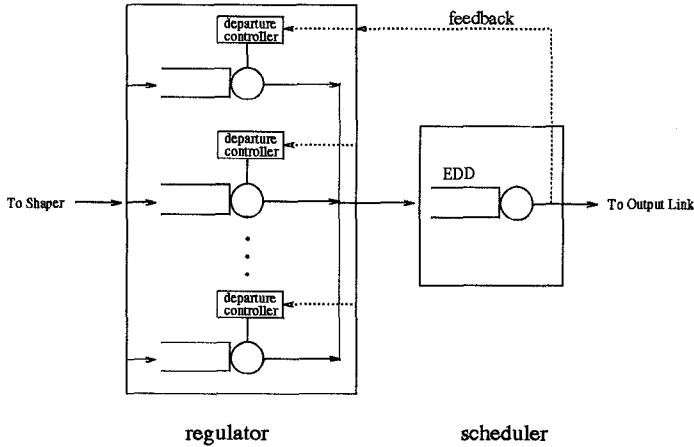 departure
controller
feedback
departure
controller
EDD
To Shaper
To Output Link
departure
controller
regulator
scheduler